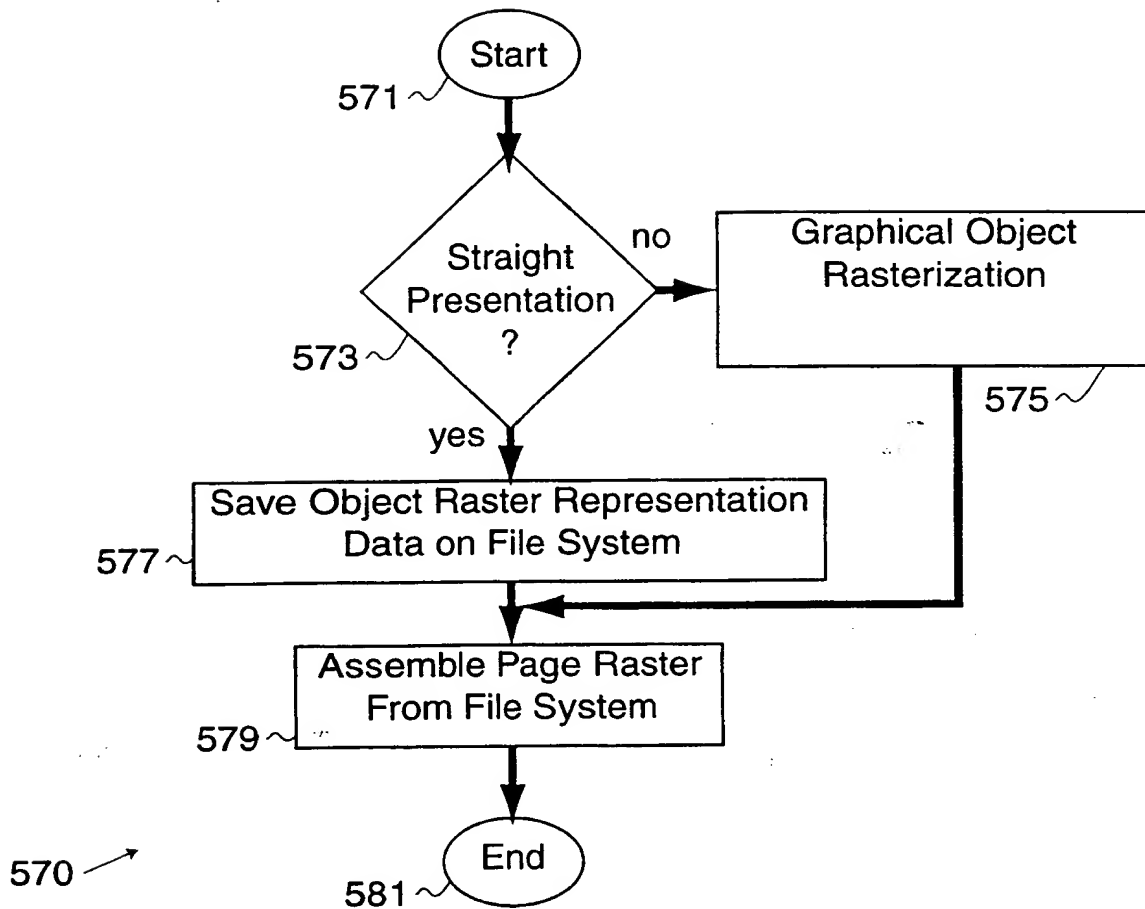 Start
571
no
Graphical Object
Rasterization
Straight
Presentation
?
573
575
yes
Save Object Raster Representation
Data on File System
577
Assemble Page Raster
From File System
579
End
570
581